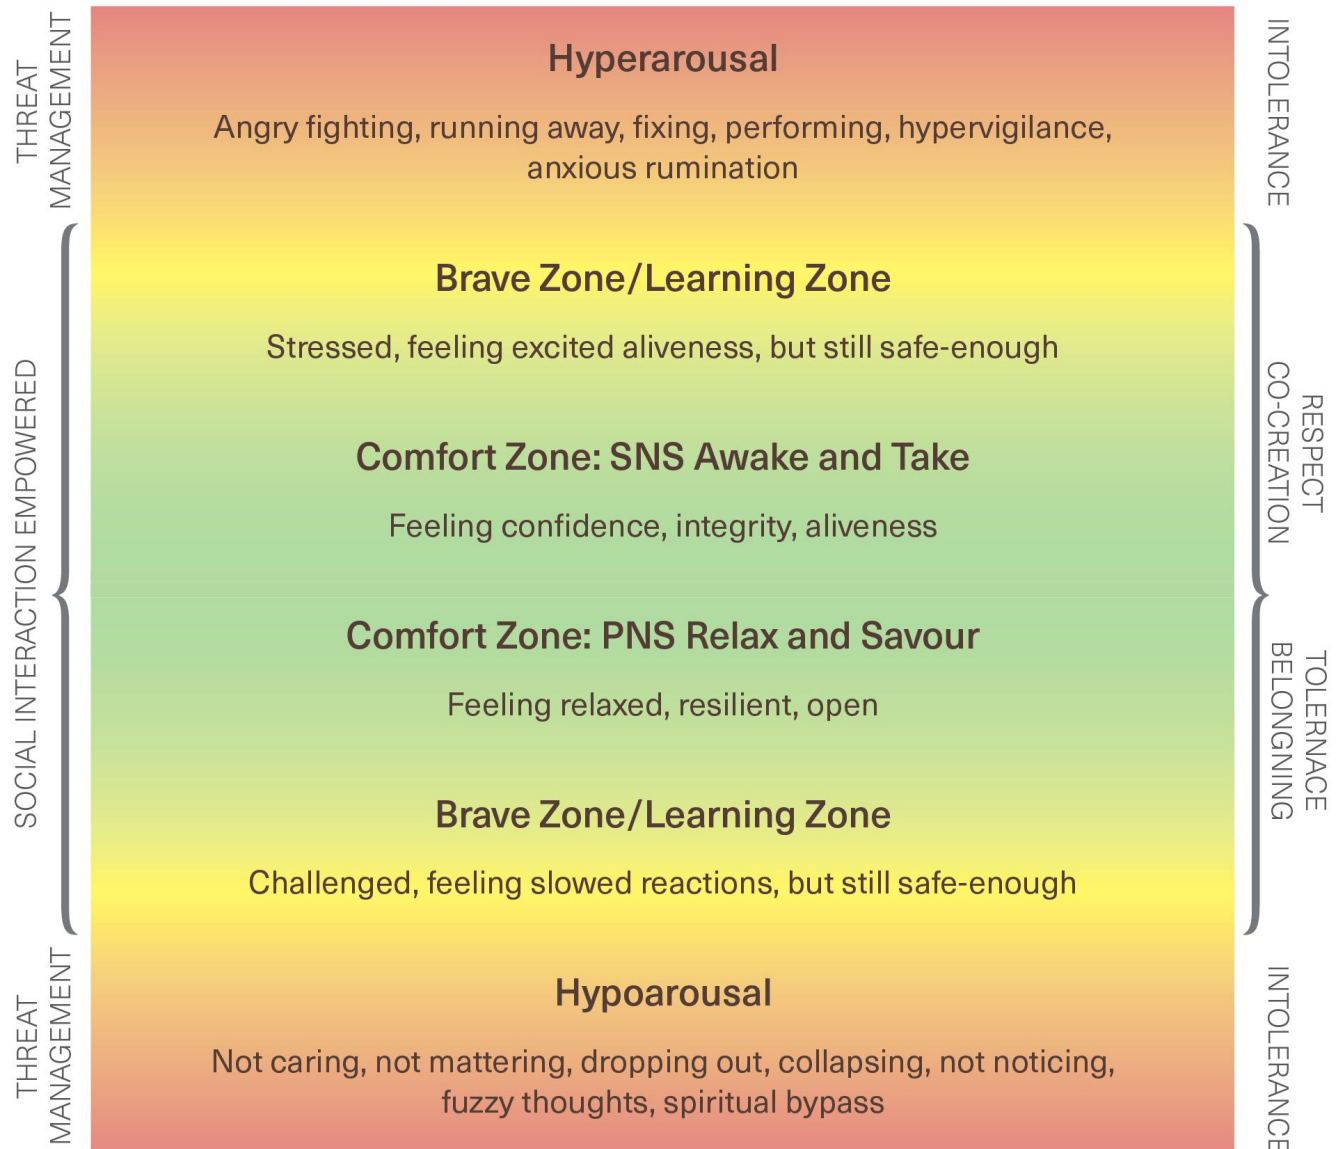 THREAT
MANAGEMENT
Hyperarousal
Angry fighting, running away, fixing, performing, hypervigilance,
anxious rumination
INTOLERANCE
SOCIAL INTERACTION EMPOWERED
Brave Zone/Learning Zone
Stressed, feeling excited aliveness, but still safe-enough
Comfort Zone: SNS Awake and Take
Feeling confidence, integrity, aliveness
RESPECT
CO-CREATION
Comfort Zone: PNS Relax and Savour
Feeling relaxed, resilient, open
TOLERNACE
BELONGNING
Brave Zone/Learning Zone
Challenged, feeling slowed reactions, but still safe-enough
THREAT
MANAGEMENT
Hypoarousal
Not caring, not mattering, dropping out, collapsing, not noticing,
fuzzy thoughts, spiritual bypass
INTOLERANCE